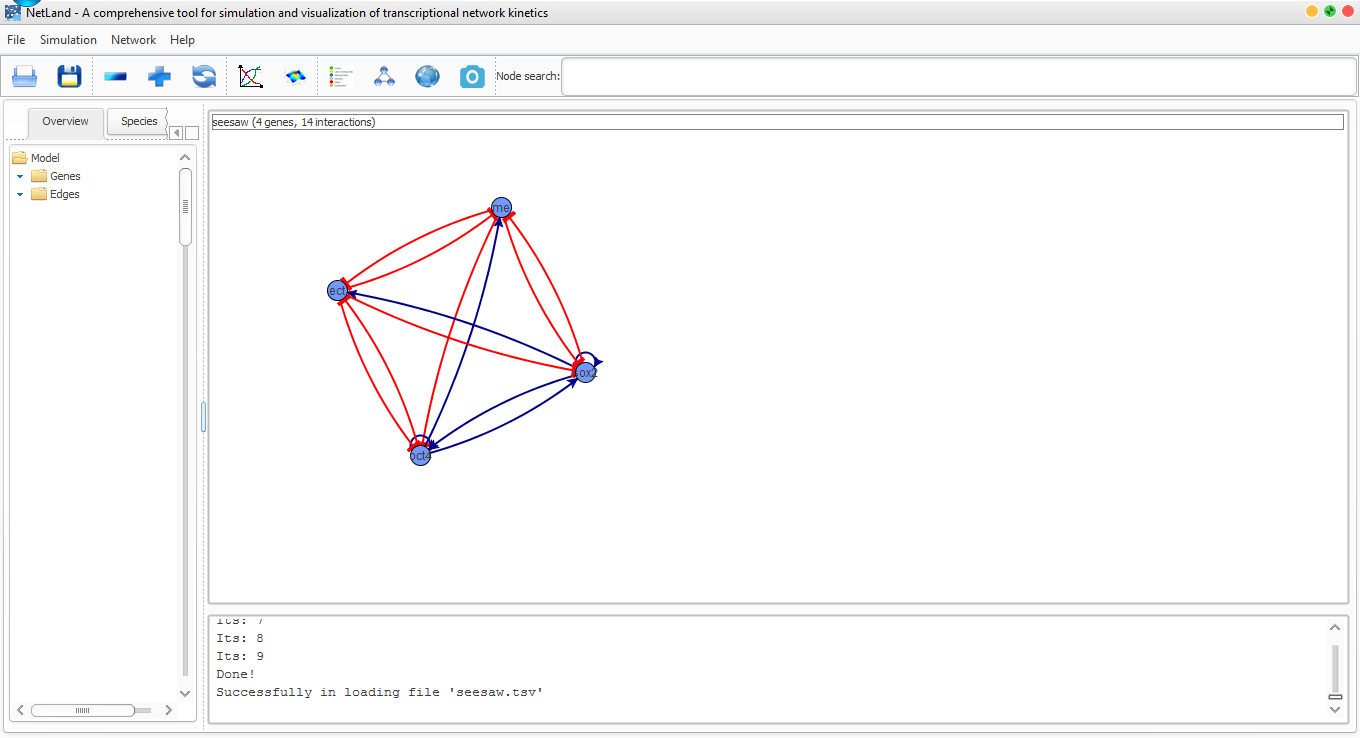 NetLand - A comprehensive tool for simulation and visualization of transcriptional network kinetics
File Simulation Network Help
Node search:
Overview Species
Model
Genes
Edges
seesaw (4 genes, 14 interactions)
me
ect
sox2
oct4
Its: 7
Its: 8
Its: 9
Done!
Successfully in loading file 'seesaw.tsv'